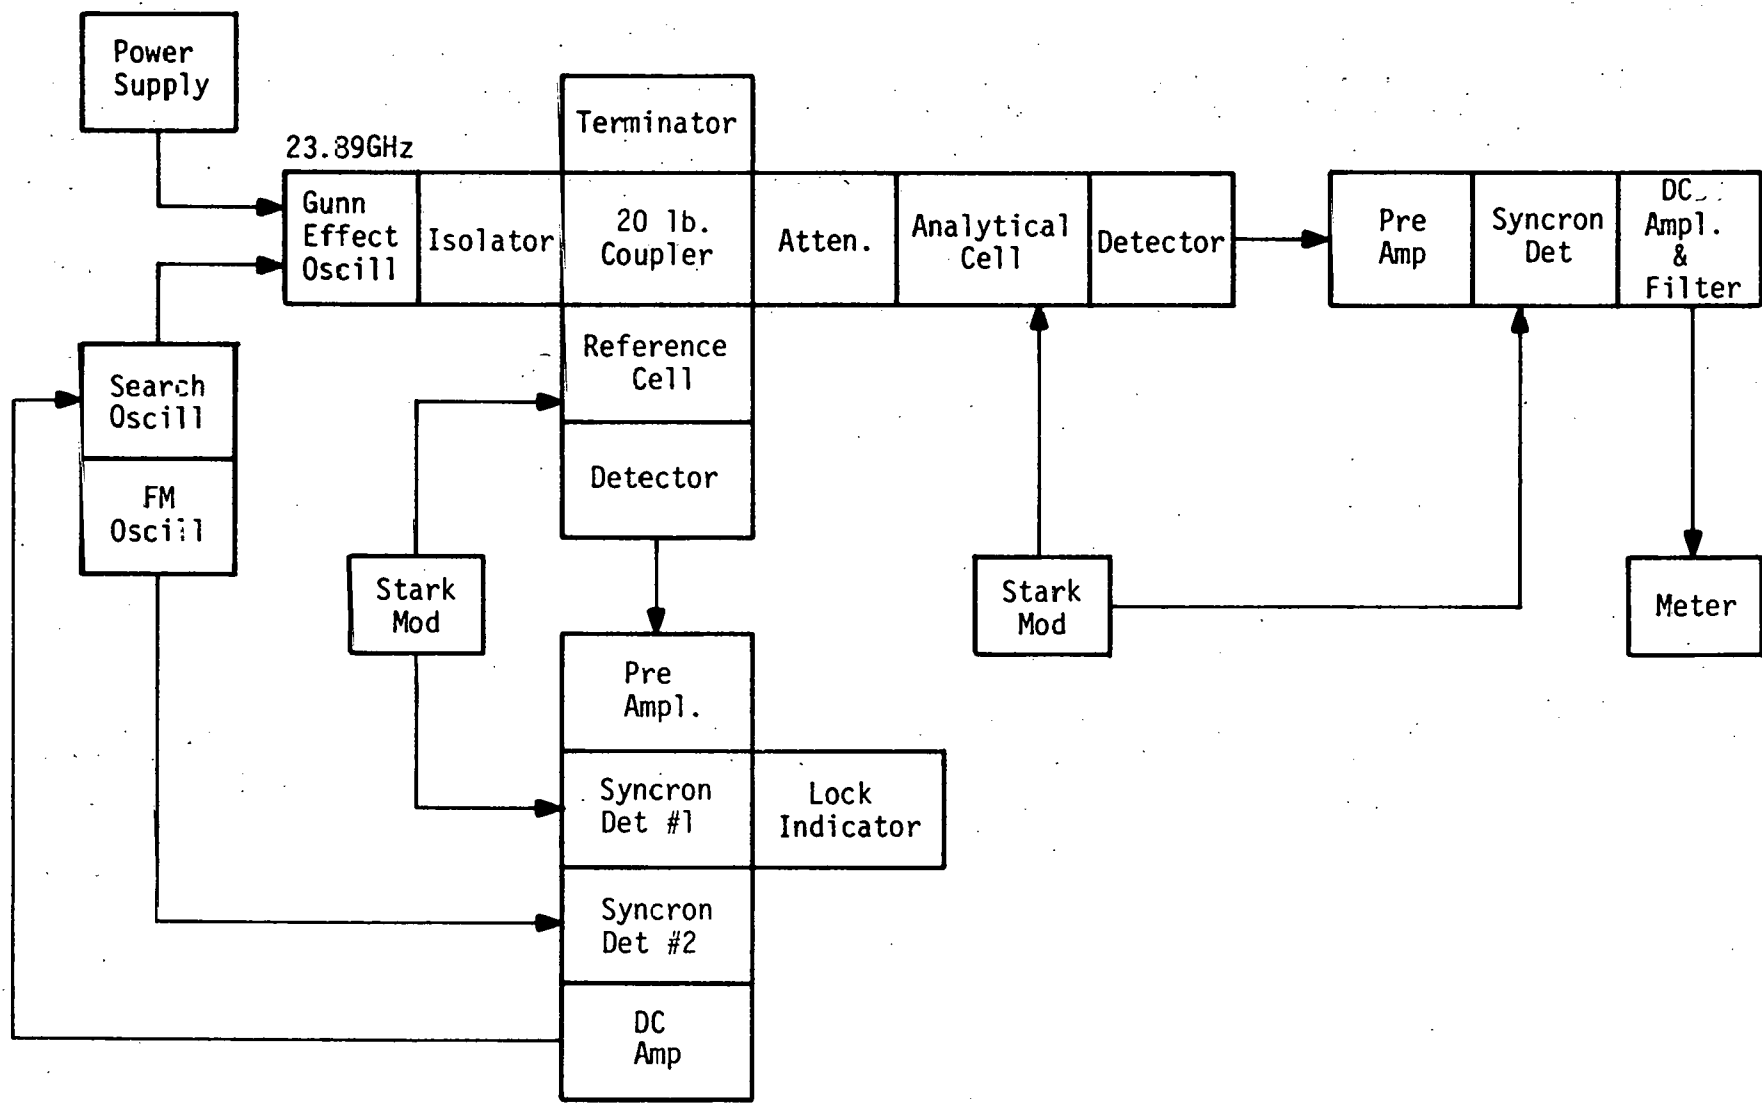 Power
Supply
23.89GHz
Terminator
Gunn
Effect
Oscill
Isolator
20 lb.
Coupler
Atten.
Analytical
Cell
Detector
Pre
Amp
Syncron
Det
DC
Ampl.
&
Filter
Search
Oscill
FM
Oscill
Reference
Cell
Detector
Stark
Mod
Stark
Mod
Meter
Pre
Ampl.
Syncron
Det #1
Lock
Indicator
Syncron
Det #2
DC
Amp